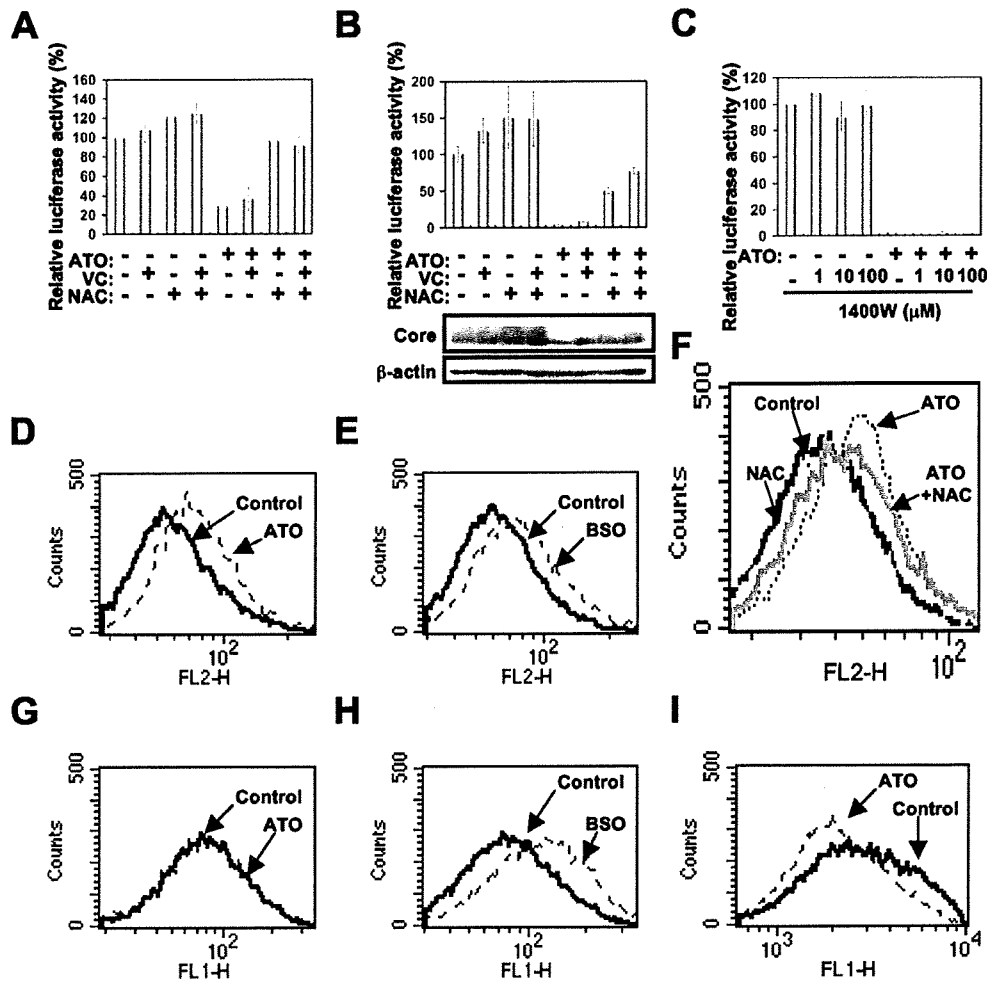 A
Relative luciferase activity (%)
160
140
120
100
80
60
40
20
0
ATO: - - - - + + + +
VC: - + - + - + - +
NAC: - - + + - - + +
B
Relative luciferase activity (%)
200
150
100
50
0
ATO: - - - - + + + +
VC: - + - + - + - +
NAC: - - + + - - + +
Core
β-actin
C
Relative luciferase activity (%)
120
100
80
60
40
20
0
ATO: - - - - + + + +
- 1 10 100 - 1 10 100
1400W (μM)
D
500
Counts
0
Control
ATO
10²
FL2-H
E
500
Counts
0
Control
BSO
10²
FL2-H
F
500
Counts
0
Control
ATO
NAC
ATO
+NAC
10²
FL2-H
G
500
Counts
0
Control
ATO
10²
FL1-H
H
500
Counts
0
Control
BSO
10²
FL1-H
I
500
Counts
0
ATO
Control
10³
10⁴
FL1-H